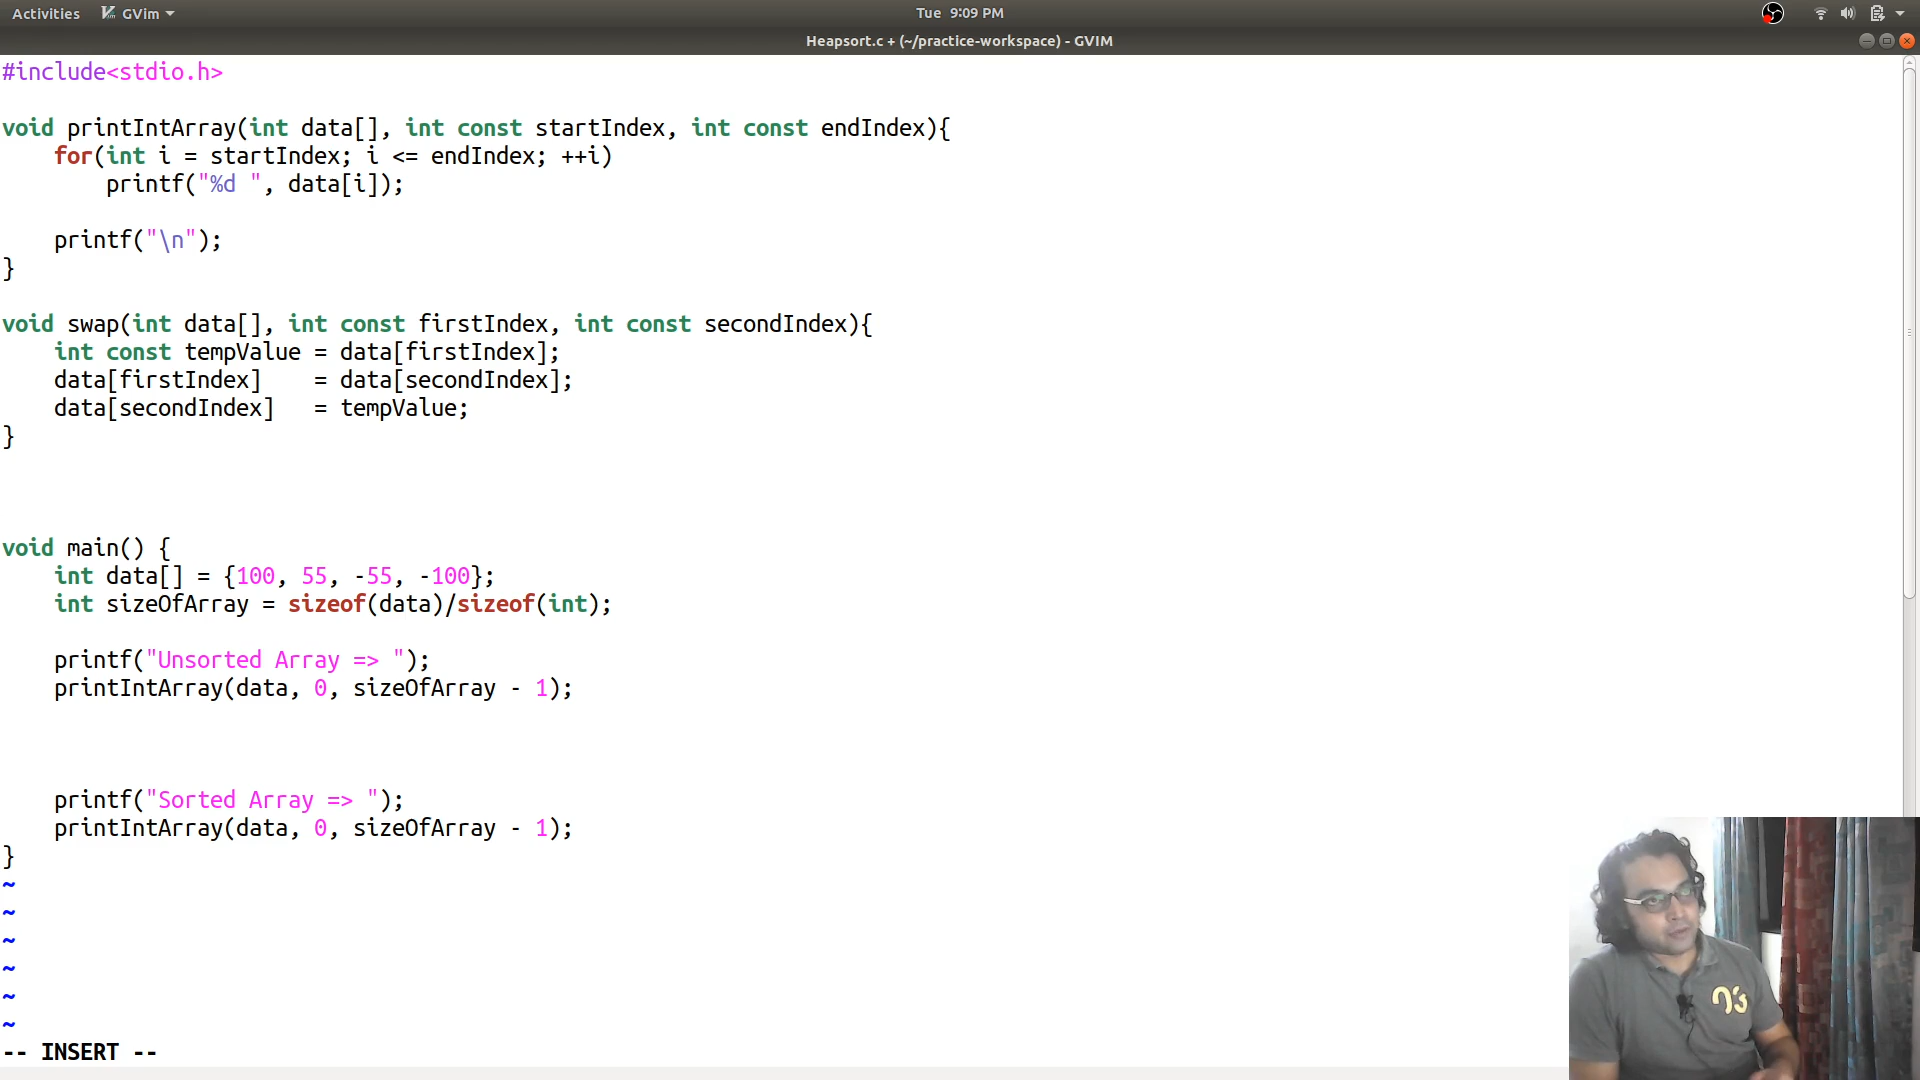 Activities GVim Tue 9:09 PM
Heapsort.c + (~/practice-workspace) - GVIM
#include<stdio.h>
void printIntArray(int data[], int const startIndex, int const endIndex){
    for(int i = startIndex; i <= endIndex; ++i)
        printf("%d ", data[i]);
    printf("\n");
}
void swap(int data[], int const firstIndex, int const secondIndex){
    int const tempValue = data[firstIndex];
    data[firstIndex]    = data[secondIndex];
    data[secondIndex]   = tempValue;
}
void main() {
    int data[] = {100, 55, -55, -100};
    int sizeOfArray = sizeof(data)/sizeof(int);
    printf("Unsorted Array => ");
    printIntArray(data, 0, sizeOfArray - 1);
    printf("Sorted Array => ");
    printIntArray(data, 0, sizeOfArray - 1);
}
~
~
~
~
~
~
-- INSERT --